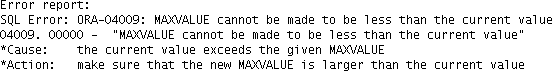 Error report:
SQL Error: ORA-04009: MAXVALUE cannot be made to be less than the current value
04009. 00000 -  "MAXVALUE cannot be made to be less than the current value"
*Cause:    the current value exceeds the given MAXVALUE
*Action:   make sure that the new MAXVALUE is larger than the current value